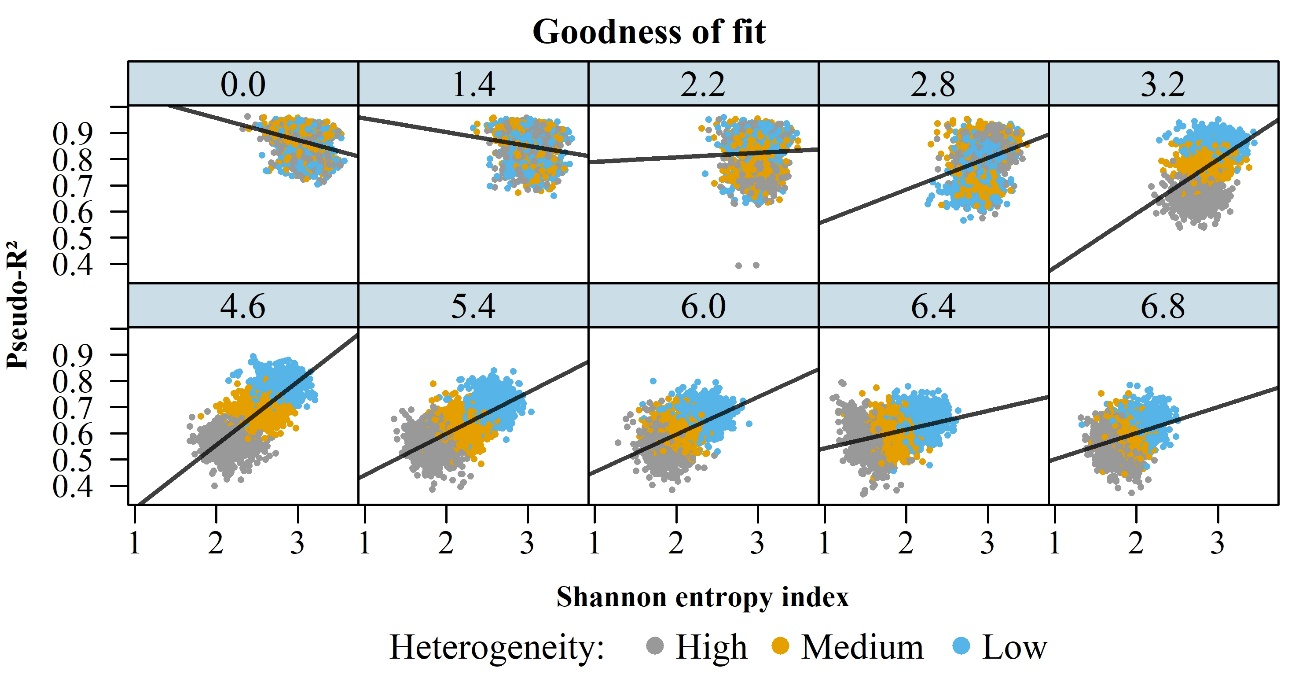 Goodness of fit
0.0 1.4 2.2 2.8 3.2
0.9
0.8
0.7
0.6
0.5
0.4
4.6 5.4 6.0 6.4 6.8
0.9
0.8
0.7
0.6
0.5
0.4
Pseudo-R²
1 2 3 1 2 3 1 2 3 1 2 3 1 2 3
Shannon entropy index
Heterogeneity: High Medium Low